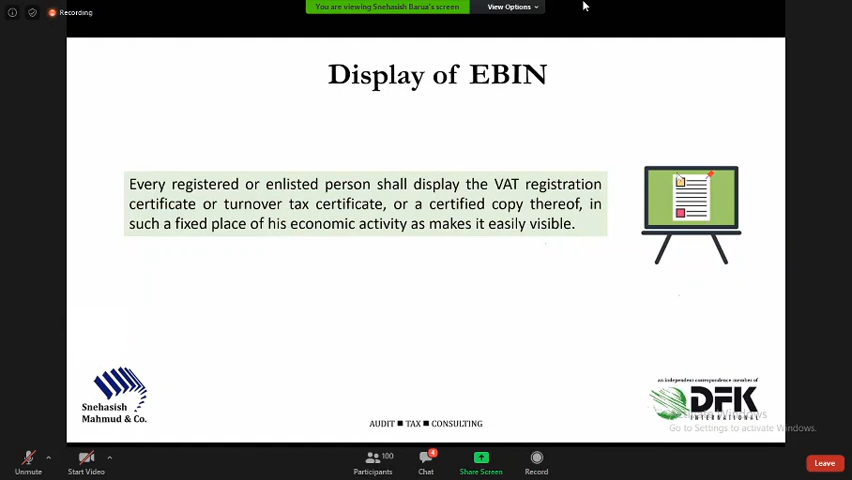 Recording
You are viewing Snehasish Barua's screen
View Options
Display of EBIN
Every registered or enlisted person shall display the VAT registration
certificate or turnover tax certificate, or a certified copy thereof, in
such a fixed place of his economic activity as makes it easily visible.
Snehasish
Mahmud & Co.
AUDIT ■ TAX ■ CONSULTING
an independent correspondence member of
DFK
INTERNATIONAL
Activate Windows
Go to Settings to activate Windows.
Unmute
Start Video
100
Participants
4
Chat
Share Screen
Record
Leave